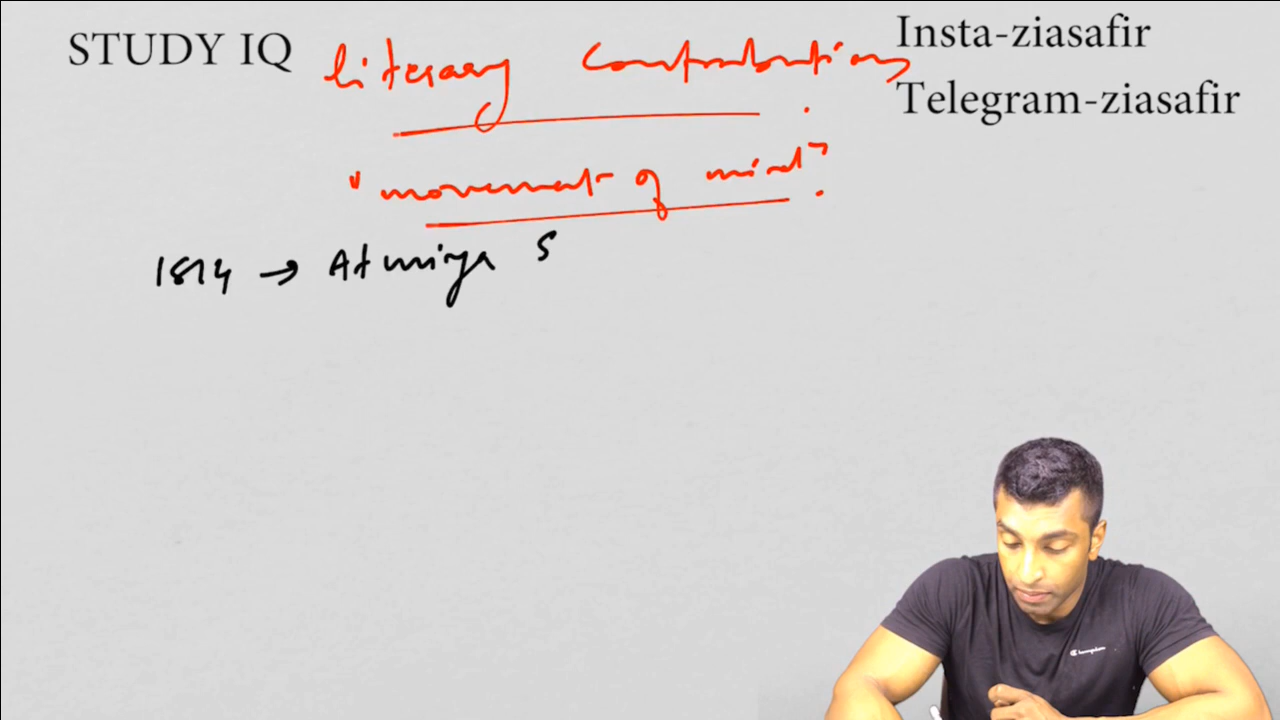 STUDY IQ
literary contributions
Insta-ziasafir
Telegram-ziasafir
"movement of mind"
1814 → Atmiya S